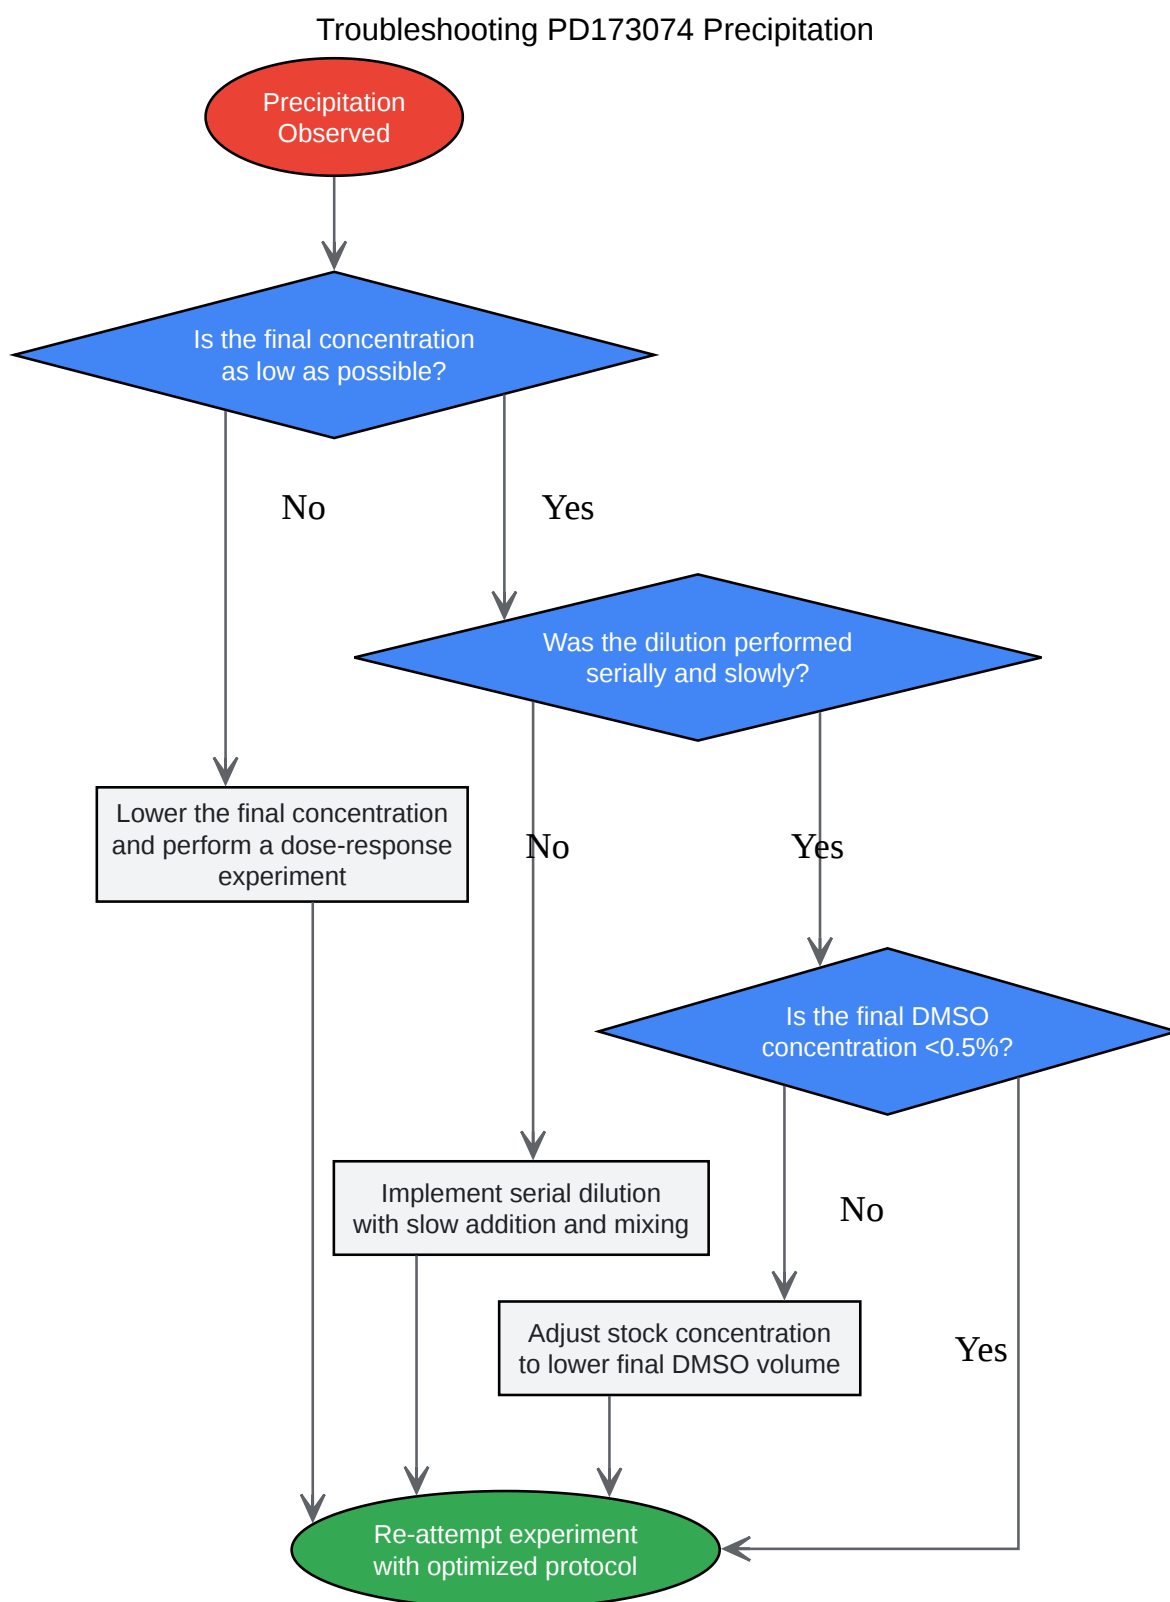 Troubleshooting PD173074 Precipitation
Precipitation
Observed
Is the final concentration
as low as possible?
No
Yes
Was the dilution performed
serially and slowly?
Lower the final concentration
and perform a dose-response
experiment
No
Yes
Is the final DMSO
concentration <0.5%?
Implement serial dilution
with slow addition and mixing
No
Adjust stock concentration
to lower final DMSO volume
Yes
Re-attempt experiment
with optimized protocol